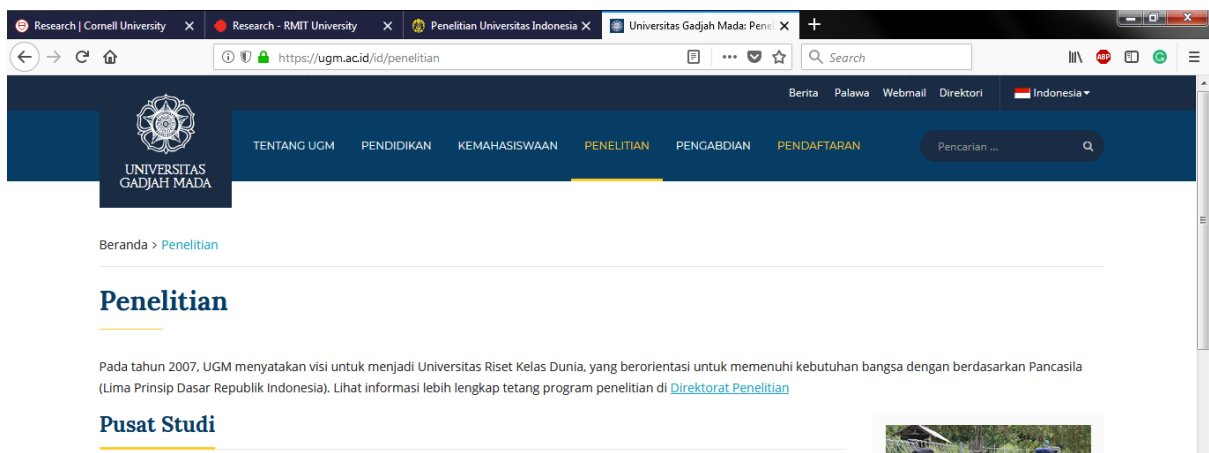 Research | Cornell University
Research - RMIT University
Penelitian Universitas Indonesia
Universitas Gadjah Mada: Pene
https://ugm.ac.id/id/penelitian
Search
ABP
Berita Palawa Webmail Direktori Indonesia
UNIVERSITAS
GADJAH MADA
TENTANG UGM PENDIDIKAN KEMAHASISWAAN PENELITIAN PENGABDIAN PENDAFTARAN
Pencarian ...
Beranda > Penelitian
Penelitian
Pada tahun 2007, UGM menyatakan visi untuk menjadi Universitas Riset Kelas Dunia, yang berorientasi untuk memenuhi kebutuhan bangsa dengan berdasarkan Pancasila
(Lima Prinsip Dasar Republik Indonesia). Lihat informasi lebih lengkap tetang program penelitian di Direktorat Penelitian
Pusat Studi